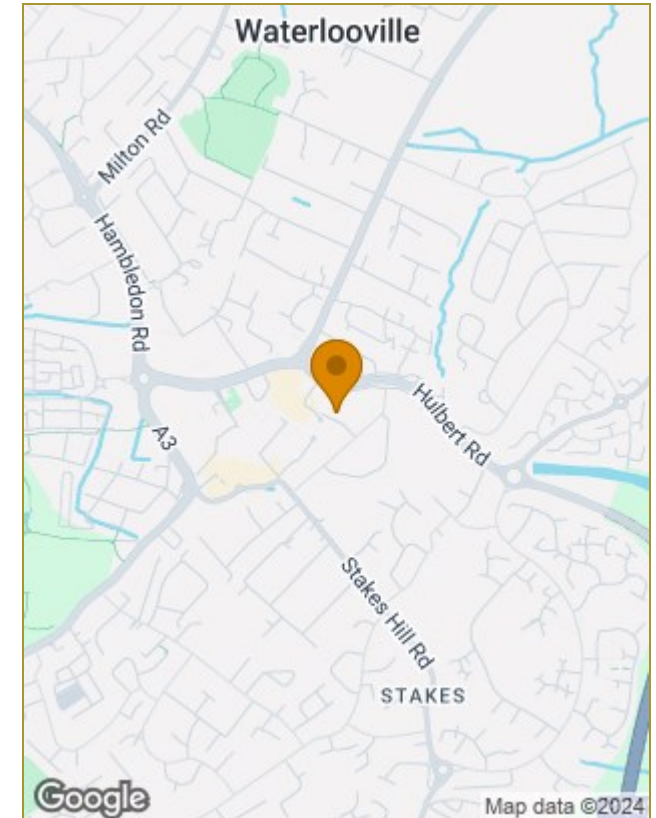 Waterlooville
Milton Rd
Hambledon Rd
Hulbert Rd
A3
Stakes Hill Rd
STAKES
Google
Map data ©2024